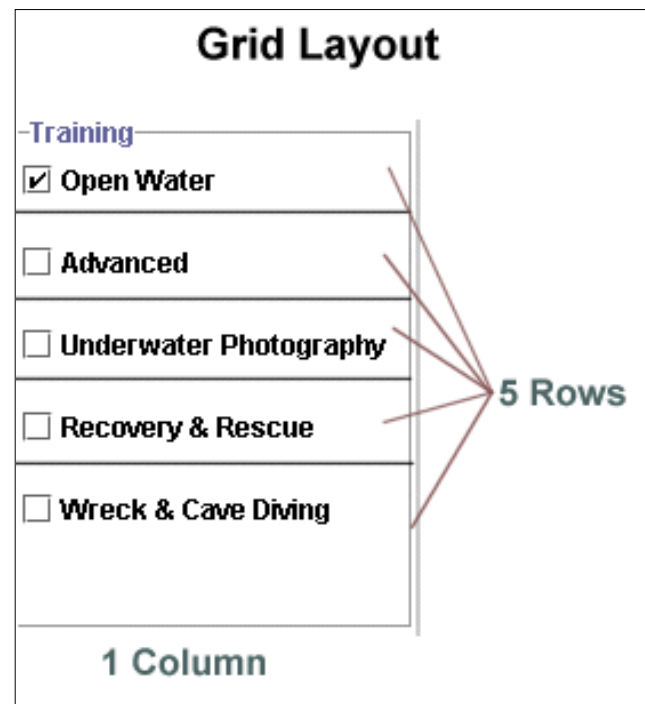 Grid Layout
Training
Open Water
Advanced
Underwater Photography
Recovery & Rescue
Wreck & Cave Diving
5 Rows
1 Column